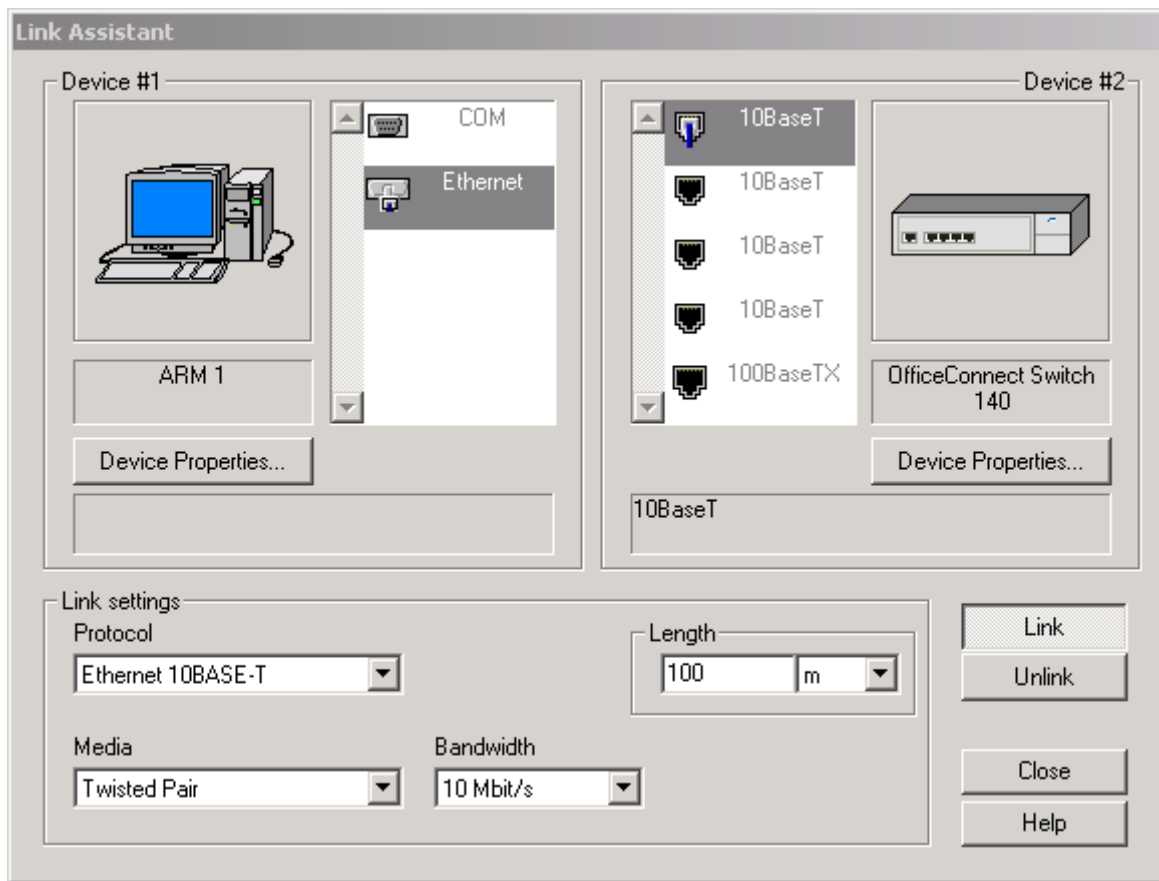 Link Assistant
Device #1
COM
Ethernet
ARM 1
Device Properties...
Device #2
10BaseT
10BaseT
10BaseT
10BaseT
100BaseTX
OfficeConnect Switch
140
Device Properties...
10BaseT
Link settings
Protocol
Ethernet 10BASE-T
Length
100 m
Media
Twisted Pair
Bandwidth
10 Mbit/s
Link
Unlink
Close
Help